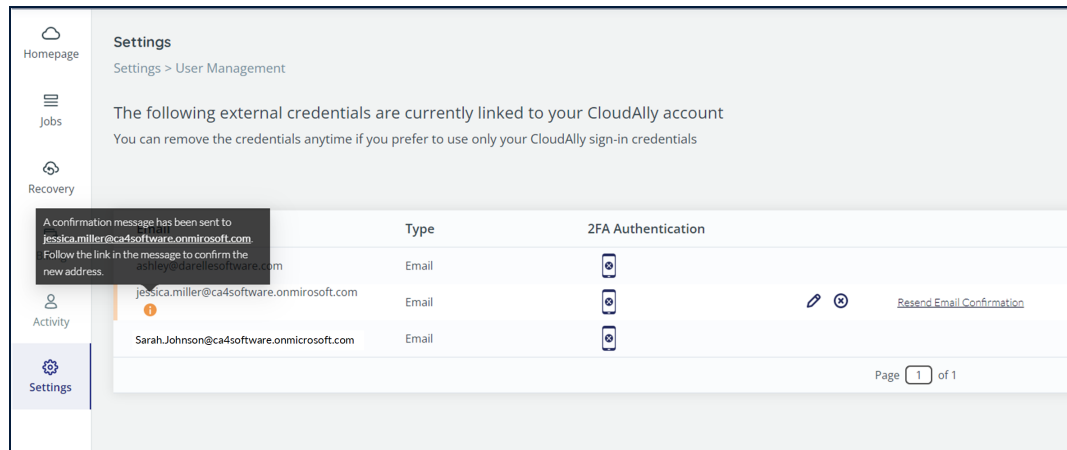 Homepage
Jobs
Recovery
Activity
Settings
Settings
Settings > User Management
The following external credentials are currently linked to your CloudAlly account
You can remove the credentials anytime if you prefer to use only your CloudAlly sign-in credentials
A confirmation message has been sent to
jessica.miller@ca4software.onmirosoft.com.
Follow the link in the message to confirm the
new address.
Email Type 2FA Authentication
ashley@dareliesoftware.com Email
jessica.miller@ca4software.onmirosoft.com Email Resend Email Confirmation
Sarah.Johnson@ca4software.onmicrosoft.com Email
Page 1 of 1